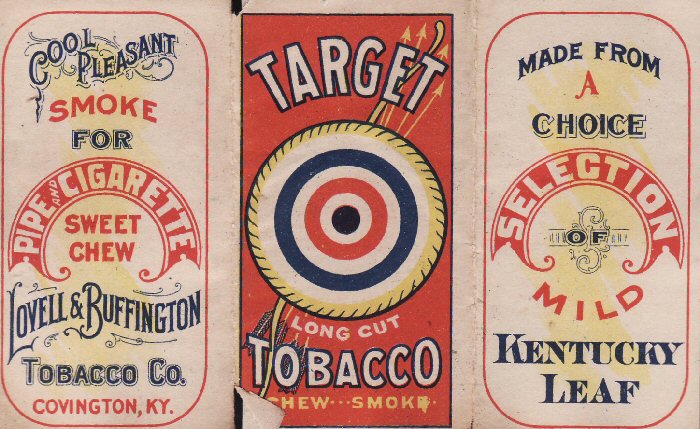 COOL
PLEASANT
SMOKE
FOR
PIPE AND CIGARETTE
SWEET
CHEW
LOVELL & BUFFINGTON
TOBACCO CO.
COVINGTON, KY.
TARGET
LONG CUT
TOBACCO
CHEW---SMOKE
MADE FROM
A
CHOICE
SELECTION
OF
MILD
KENTUCKY
LEAF